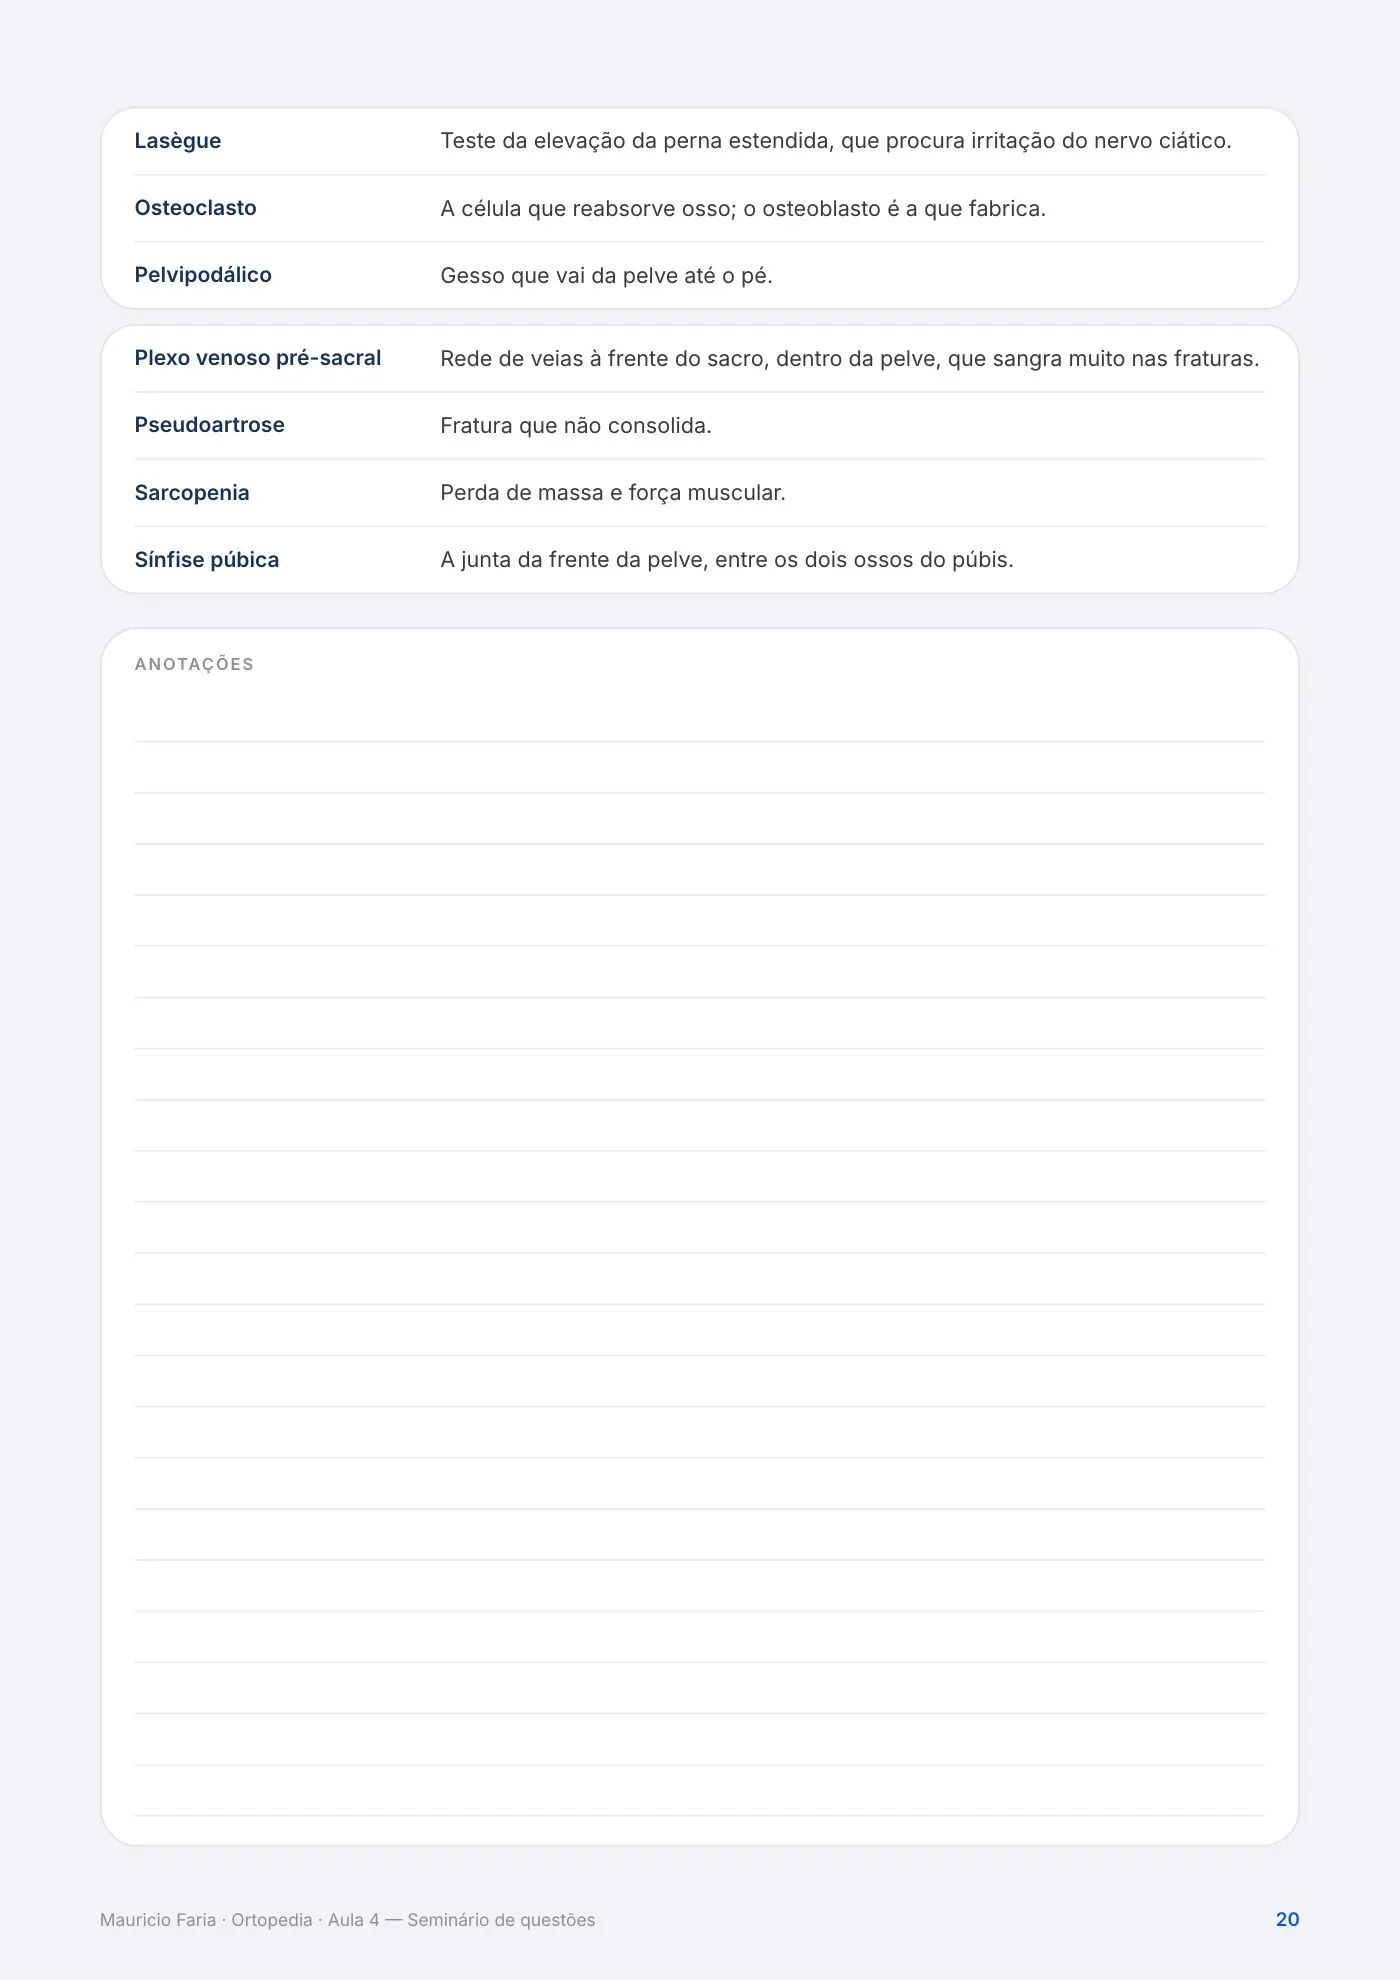 Lasègue Teste da elevação da perna estendida, que procura irritação do nervo ciático.
Osteoclasto A célula que reabsorve osso; o osteoblasto é a que fabrica.
Pelvipodálico Gesso que vai da pelve até o pé.
Plexo venoso pré-sacral Rede de veias à frente do sacro, dentro da pelve, que sangra muito nas fraturas.
Pseudoartrose Fratura que não consolida.
Sarcopenia Perda de massa e força muscular.
Sínfise púbica A junta da frente da pelve, entre os dois ossos do púbis.
ANOTAÇÕES
Mauricio Faria · Ortopedia · Aula 4 — Seminário de questões 20